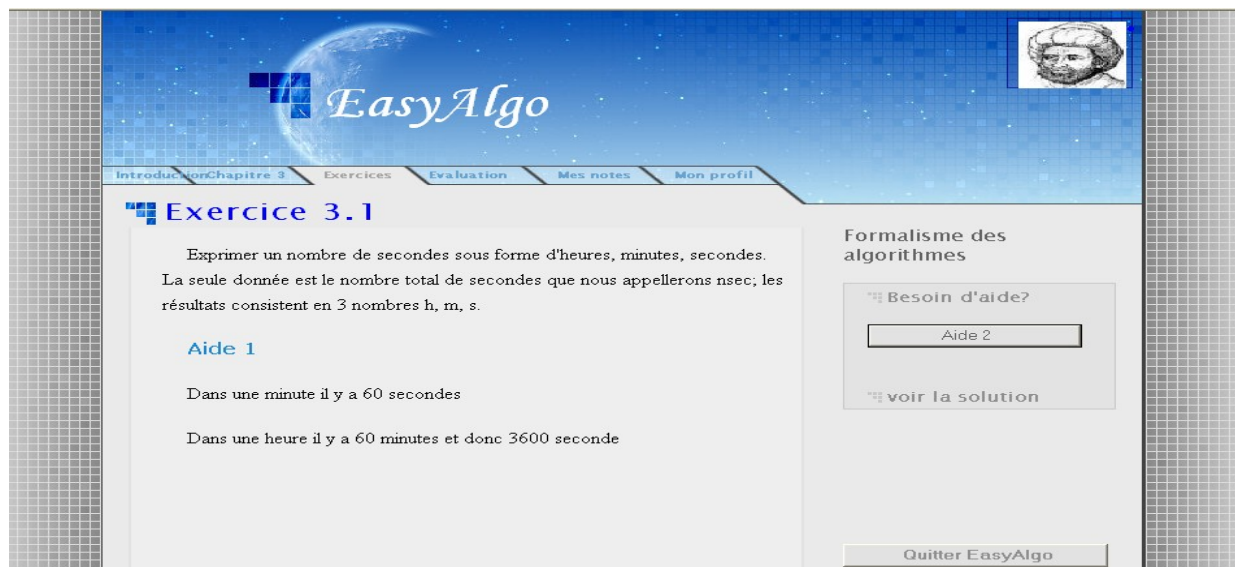 EasyAlgo
Introduction Chapitre 3 Exercices Evaluation Mes notes Mon profil
Exercice 3.1
Exprimer un nombre de secondes sous forme d'heures, minutes, secondes.
La seule donnée est le nombre total de secondes que nous appellerons nsec; les
résultats consistent en 3 nombres h, m, s.
Aide 1
Dans une minute il y a 60 secondes
Dans une heure il y a 60 minutes et donc 3600 seconde
Formalisme des
algorithmes
Besoin d'aide?
Aide 2
voir la solution
Quitter EasyAlgo